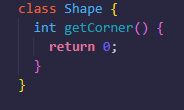 class Shape {
  int getCorner() {
    return 0;
  }
}